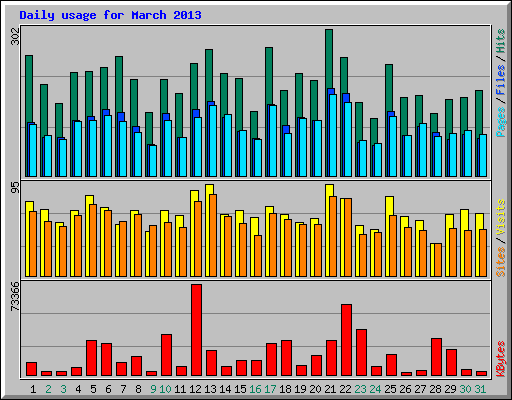 Daily usage for March 2013
302
Pages/Files/Hits
95
Sites/Visits
73366
KBytes
1 2 3 4 5 6 7 8 9 10 11 12 13 14 15 16 17 18 19 20 21 22 23 24 25 26 27 28 29 30 31